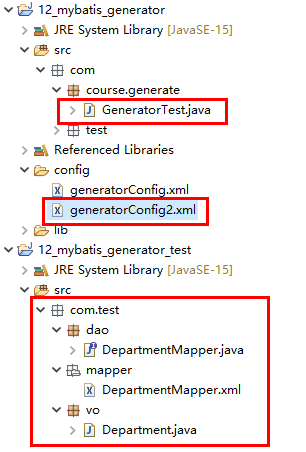 12_mybatis_generator
JRE System Library [JavaSE-15]
src
com
course.generate
GeneratorTest.java
test
Referenced Libraries
config
generatorConfig.xml
generatorConfig2.xml
lib
12_mybatis_generator_test
JRE System Library [JavaSE-15]
src
com.test
dao
DepartmentMapper.java
mapper
DepartmentMapper.xml
vo
Department.java